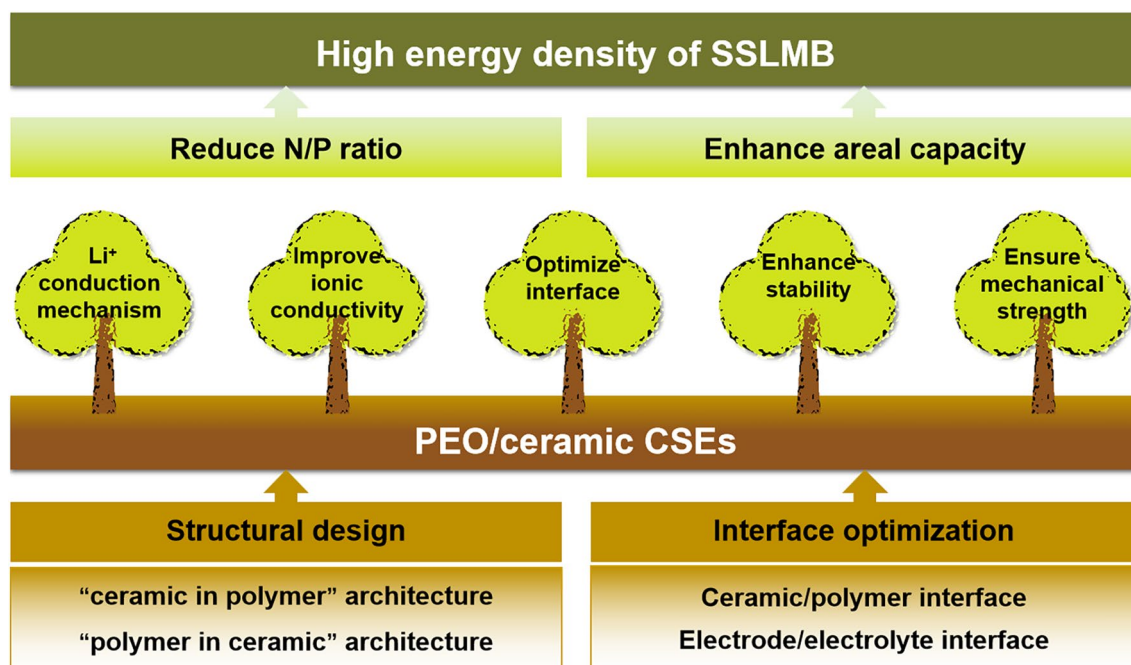 High energy density of SSLMB
Reduce N/P ratio
Enhance areal capacity
Li⁺
conduction
mechanism
Improve
ionic
conductivity
Optimize
interface
Enhance
stability
Ensure
mechanical
strength
PEO/ceramic CSEs
Structural design
“ceramic in polymer” architecture
“polymer in ceramic” architecture
Interface optimization
Ceramic/polymer interface
Electrode/electrolyte interface